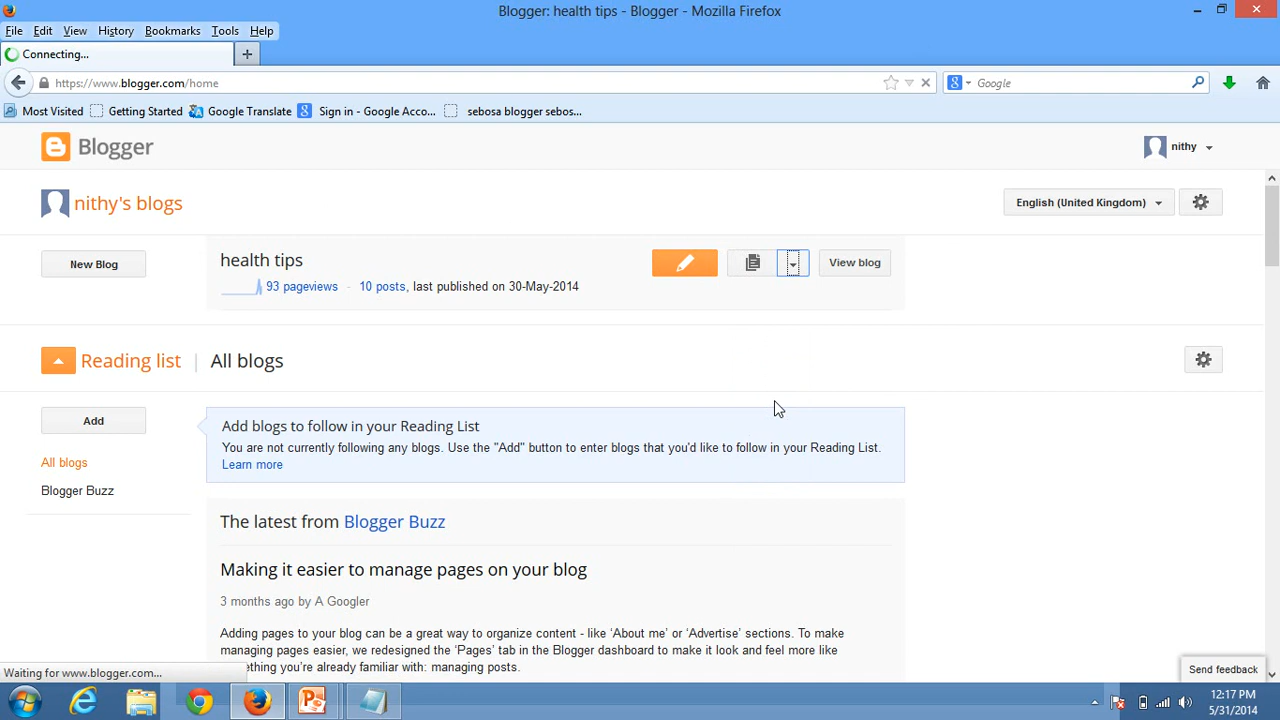 Blogger: health tips - Blogger - Mozilla Firefox
File Edit View History Bookmarks Tools Help
Connecting...
https://www.blogger.com/home
Google
Most Visited Getting Started Google Translate Sign in - Google Acco... sebosa blogger sebos...
Blogger
nithy
nithy's blogs
English (United Kingdom)
New Blog
health tips
View blog
93 pageviews - 10 posts, last published on 30-May-2014
Reading list | All blogs
Add
Add blogs to follow in your Reading List
You are not currently following any blogs. Use the "Add" button to enter blogs that you'd like to follow in your Reading List.
Learn more
All blogs
Blogger Buzz
The latest from Blogger Buzz
Making it easier to manage pages on your blog
3 months ago by A Googler
Adding pages to your blog can be a great way to organize content - like ‘About me’ or ‘Advertise’ sections. To make
managing pages easier, we redesigned the ‘Pages’ tab in the Blogger dashboard to make it look and feel more like
ething you’re already familiar with: managing posts.
Send feedback
Waiting for www.blogger.com...
12:17 PM
5/31/2014